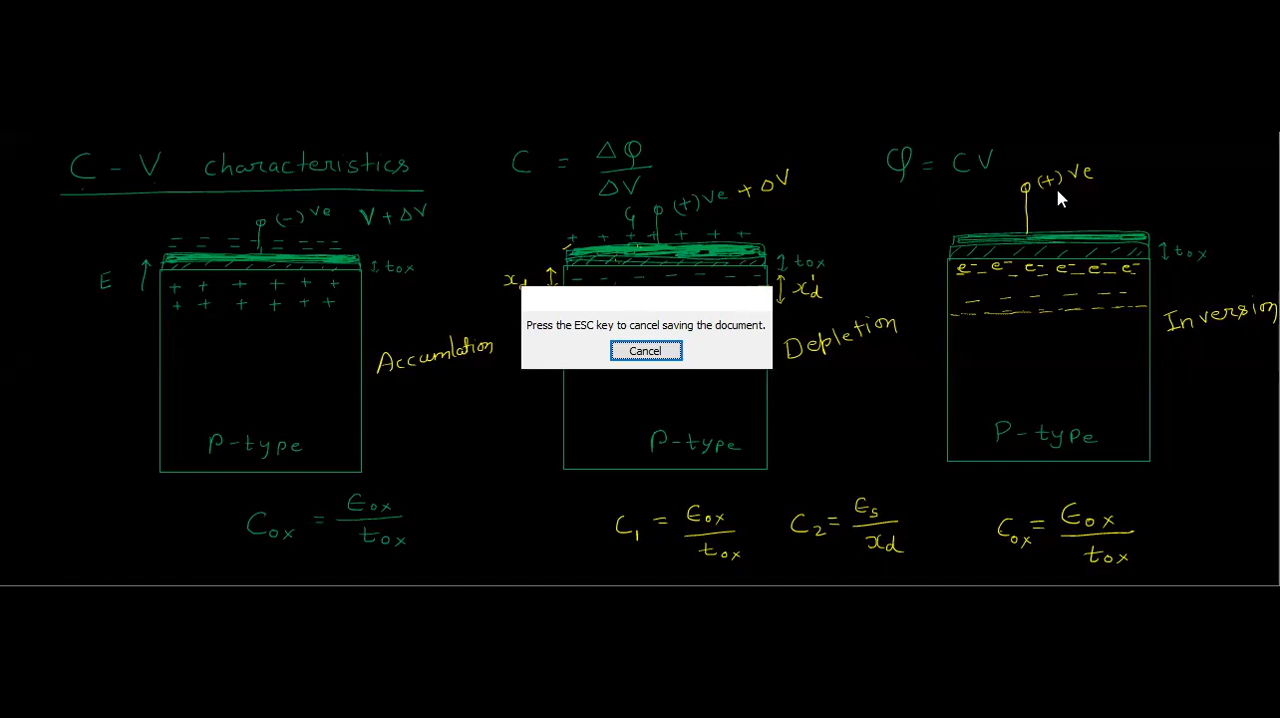 C - V characteristics
C = ΔQ / ΔV
Q = CV
(-) ve V + ΔV
E
tox
+ + + + + +
+ + + + + +
Accumlation
P-type
Cox = εox / tox
(+) ve + ΔV
+ + + + + + +
tox
xd
x'd
Depletion
P-type
C1 = εox / tox
C2 = εs / xd
(+) ve
tox
e- e- e- e- e- e-
Inversion
P-type
Cox = εox / tox
Press the ESC key to cancel saving the document.
Cancel